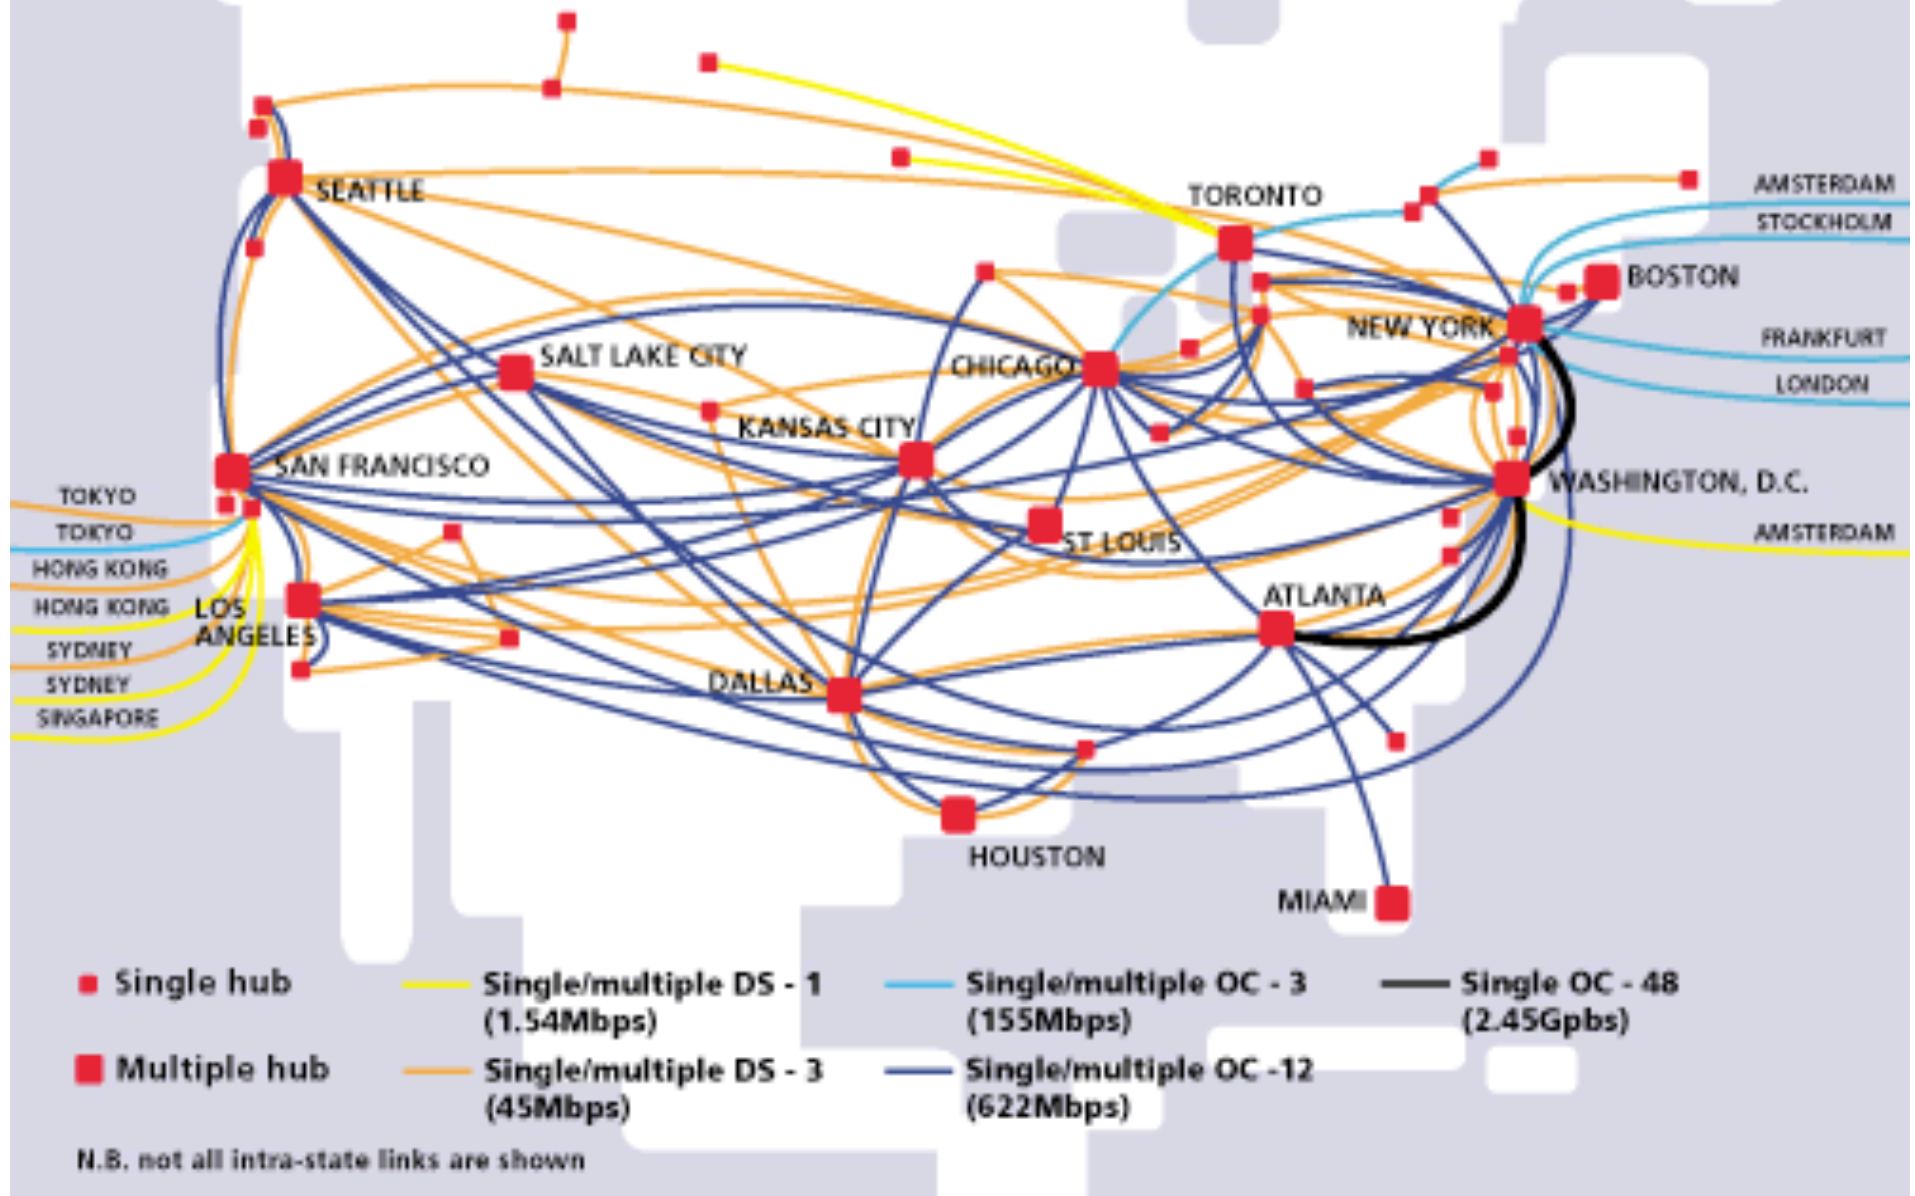 TORONTO
AMSTERDAM
SEATTLE
STOCKHOLM
BOSTON
NEW YORK
FRANKFURT
SALT LAKE CITY
CHICAGO
LONDON
KANSAS CITY
SAN FRANCISCO
WASHINGTON, D.C.
TOKYO
TOKYO
AMSTERDAM
ST LOUIS
HONG KONG
HONG KONG
LOS
ANGELES
ATLANTA
SYDNEY
SYDNEY
DALLAS
SINGAPORE
HOUSTON
MIAMI
Single hub
Single/multiple DS - 1
(1.54Mbps)
Single/multiple OC - 3
(155Mbps)
Single OC - 48
(2.45Gpbs)
Multiple hub
Single/multiple DS - 3
(45Mbps)
Single/multiple OC -12
(622Mbps)
N.B. not all intra-state links are shown